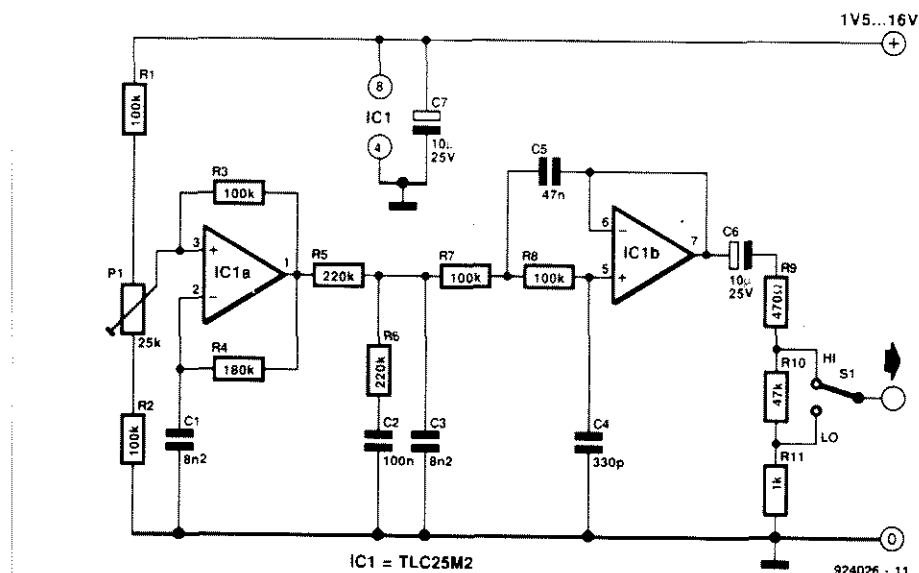 1V5...16V
+
R1
100k
8
IC1
4
C7
10µ
25V
R3
100k
C5
47n
P1
25k
3
+
IC1a
1
2
−
R4
180k
R5
220k
R7
100k
R8
100k
6
−
IC1b
7
5
+
C6
10µ
25V
R9
470Ω
R6
220k
R10
47k
HI
S1
LO
R2
100k
C1
8n2
C2
100n
C3
8n2
C4
330p
R11
1k
0
IC1 = TLC25M2
924026 - 11